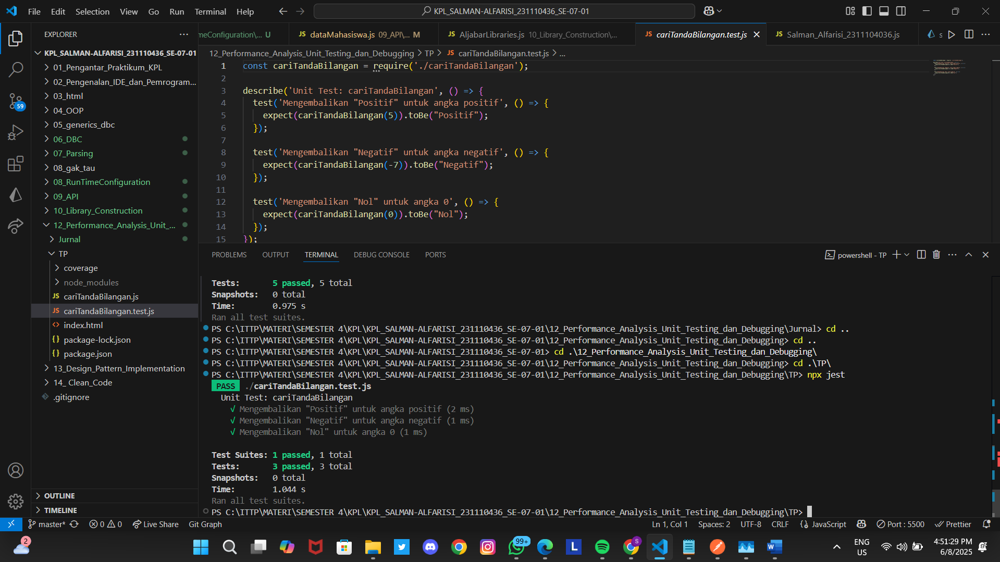 File Edit Selection View Go Run Terminal Help
KPL_SALMAN-ALFARISI_231110436_SE-07-01
EXPLORER
meConfiguration\... U
JS dataMahasiswa.js 09_API\... M
JS AljabarLibraries.js 10_Library_Construction\...
JS cariTandaBilangan.test.js
JS Salman_Alfarisi_2311104036.js
s
12_Performance_Analysis_Unit_Testing_dan_Debugging > TP > JS cariTandaBilangan.test.js > ...
KPL_SALMAN-ALFARISI_231110436_SE-07-01
01_Pengantar_Praktikum_KPL
02_Pengenalan_IDE_dan_Pemrogram...
03_html
04_OOP
05_generics_dbc
06_DBC
07_Parsing
08_gak_tau
08_RunTimeConfiguration
09_API
10_Library_Construction
12_Performance_Analysis_Unit_...
Jurnal
TP
coverage
node_modules
JS cariTandaBilangan.js
JS cariTandaBilangan.test.js
<> index.html
{} package-lock.json
{} package.json
13_Design_Pattern_Implementation
14_ Clean_Code
.gitignore
OUTLINE
TIMELINE
59
1 const cariTandaBilangan = require('./cariTandaBilangan');
2
3 describe('Unit Test: cariTandaBilangan', () => {
4 test('Mengembalikan "Positif" untuk angka positif', () => {
5 expect(cariTandaBilangan(5)).toBe("Positif");
6 });
7
8 test('Mengembalikan "Negatif" untuk angka negatif', () => {
9 expect(cariTandaBilangan(-7)).toBe("Negatif");
10 });
11
12 test('Mengembalikan "Nol" untuk angka 0', () => {
13 expect(cariTandaBilangan(0)).toBe("Nol");
14 });
15 });
PROBLEMS OUTPUT TERMINAL DEBUG CONSOLE PORTS
powershell - TP
Tests: 5 passed, 5 total
Snapshots: 0 total
Time: 0.975 s
Ran all test suites.
PS C:\ITTP\MATERI\SEMESTER 4\KPL\KPL_SALMAN-ALFARISI_231110436_SE-07-01\12_Performance_Analysis_Unit_Testing_dan_Debugging\Jurnal> cd ..
PS C:\ITTP\MATERI\SEMESTER 4\KPL\KPL_SALMAN-ALFARISI_231110436_SE-07-01\12_Performance_Analysis_Unit_Testing_dan_Debugging> cd ..
PS C:\ITTP\MATERI\SEMESTER 4\KPL\KPL_SALMAN-ALFARISI_231110436_SE-07-01> cd .\12_Performance_Analysis_Unit_Testing_dan_Debugging\
PS C:\ITTP\MATERI\SEMESTER 4\KPL\KPL_SALMAN-ALFARISI_231110436_SE-07-01\12_Performance_Analysis_Unit_Testing_dan_Debugging> cd .\TP\
PS C:\ITTP\MATERI\SEMESTER 4\KPL\KPL_SALMAN-ALFARISI_231110436_SE-07-01\12_Performance_Analysis_Unit_Testing_dan_Debugging\TP> npx jest
PASS ./cariTandaBilangan.test.js
Unit Test: cariTandaBilangan
√ Mengembalikan "Positif" untuk angka positif (2 ms)
√ Mengembalikan "Negatif" untuk angka negatif (1 ms)
√ Mengembalikan "Nol" untuk angka 0 (1 ms)
Test Suites: 1 passed, 1 total
Tests: 3 passed, 3 total
Snapshots: 0 total
Time: 1.044 s
Ran all test suites.
PS C:\ITTP\MATERI\SEMESTER 4\KPL\KPL_SALMAN-ALFARISI_231110436_SE-07-01\12_Performance_Analysis_Unit_Testing_dan_Debugging\TP>
master* 0 0 Live Share Git Graph
Ln 1, Col 1 Spaces: 2 UTF-8 CRLF {} JavaScript Port : 5500 Prettier
2
99+
L
S
W
ENG
US
4:51:29 PM
6/8/2025